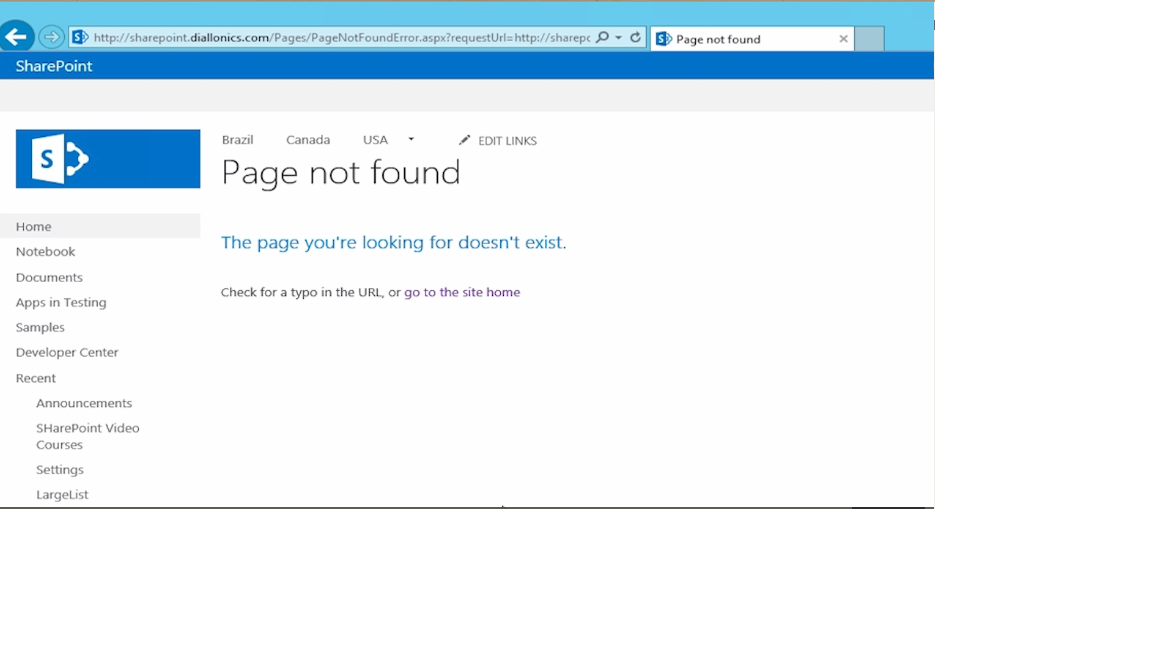 http://sharepoint.diallonics.com/Pages/PageNotFoundError.aspx?requestUrl=http://sharepc
Page not found
SharePoint
S
Brazil Canada USA EDIT LINKS
Page not found
Home
The page you're looking for doesn't exist.
Notebook
Documents
Check for a typo in the URL, or go to the site home
Apps in Testing
Samples
Developer Center
Recent
Announcements
SHarePoint Video
Courses
Settings
LargeList